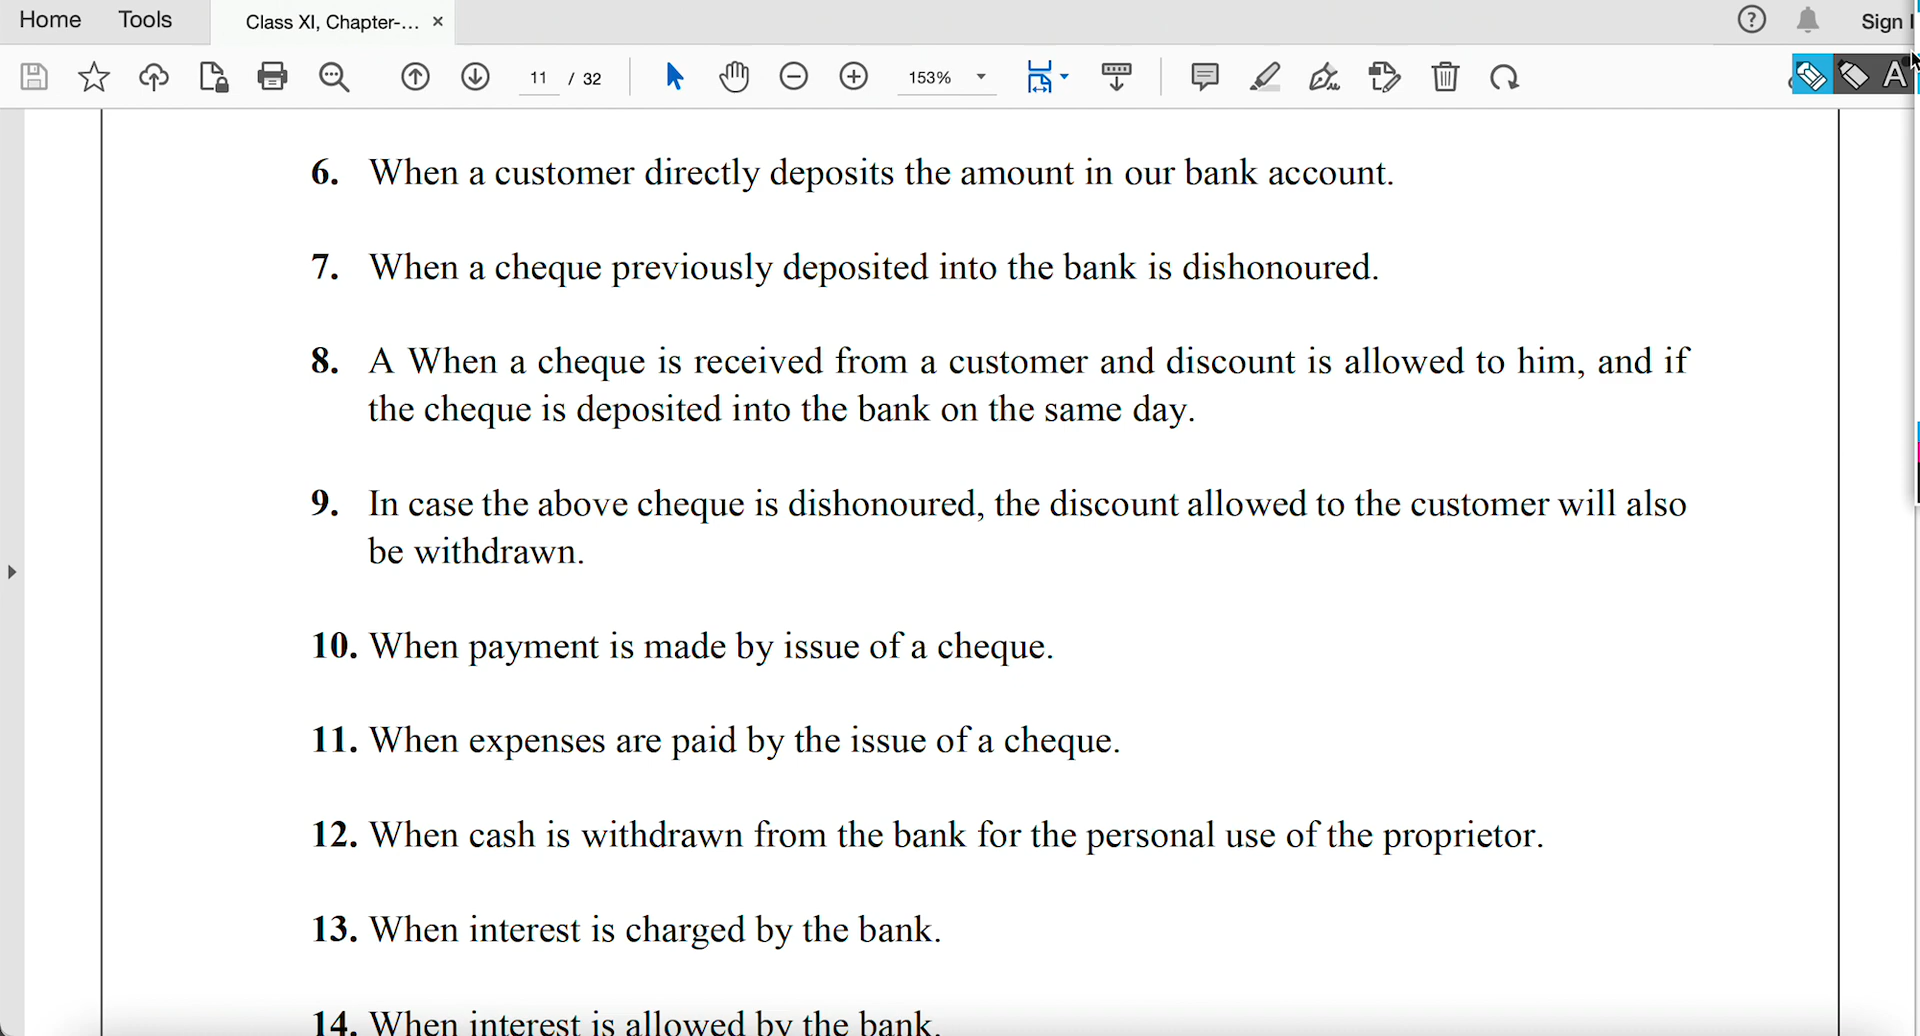 Home Tools Class XI, Chapter-... × ? Sign I
11 / 32 153% A
6. When a customer directly deposits the amount in our bank account.
7. When a cheque previously deposited into the bank is dishonoured.
8. A When a cheque is received from a customer and discount is allowed to him, and if
the cheque is deposited into the bank on the same day.
9. In case the above cheque is dishonoured, the discount allowed to the customer will also
be withdrawn.
10. When payment is made by issue of a cheque.
11. When expenses are paid by the issue of a cheque.
12. When cash is withdrawn from the bank for the personal use of the proprietor.
13. When interest is charged by the bank.
14. When interest is allowed by the bank.